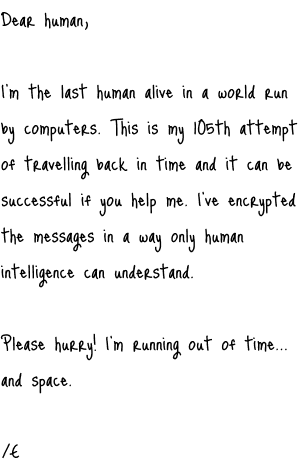 Dear human,
I'm the last human alive in a world run
by computers. This is my 105th attempt
of travelling back in time and it can be
successful if you help me. I've encrypted
the messages in a way only human
intelligence can understand.
Please hurry! I'm running out of time...
and space.
/E